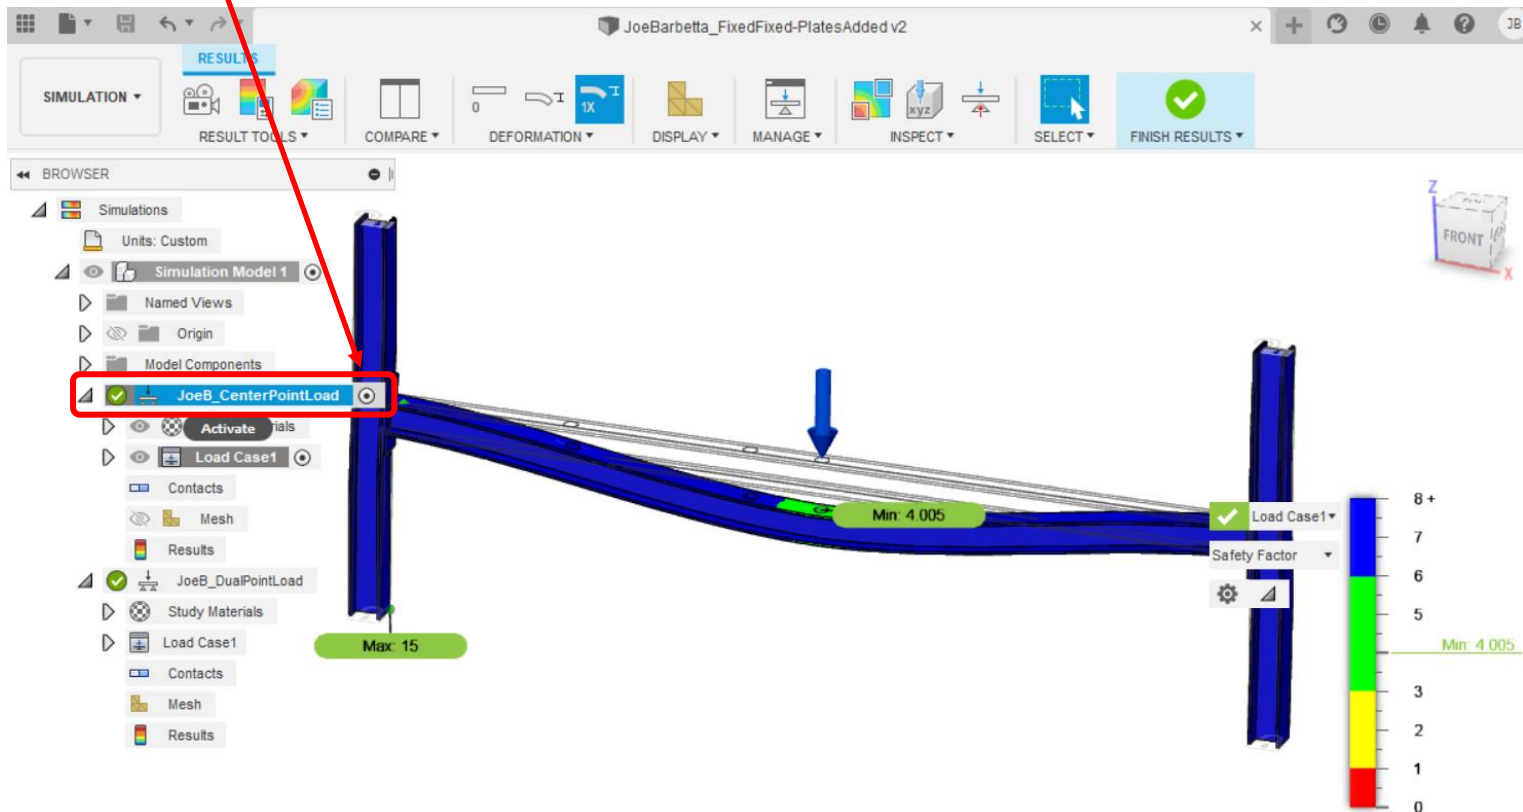 JoeBarbetta_FixedFixed-PlatesAdded v2
JB
RESULTS
SIMULATION
RESULT TOOLS
COMPARE
0
1X
DEFORMATION
DISPLAY
MANAGE
xyz
INSPECT
SELECT
FINISH RESULTS
BROWSER
Simulations
Units: Custom
Simulation Model 1
Named Views
Origin
Model Components
JoeB_CenterPointLoad
Activate
Load Case1
Contacts
Mesh
Results
JoeB_DualPointLoad
Study Materials
Load Case1
Contacts
Mesh
Results
Max: 15
Min: 4.005
Z
FRONT
X
Load Case1
Safety Factor
8 +
7
6
5
Min: 4.005
3
2
1
0